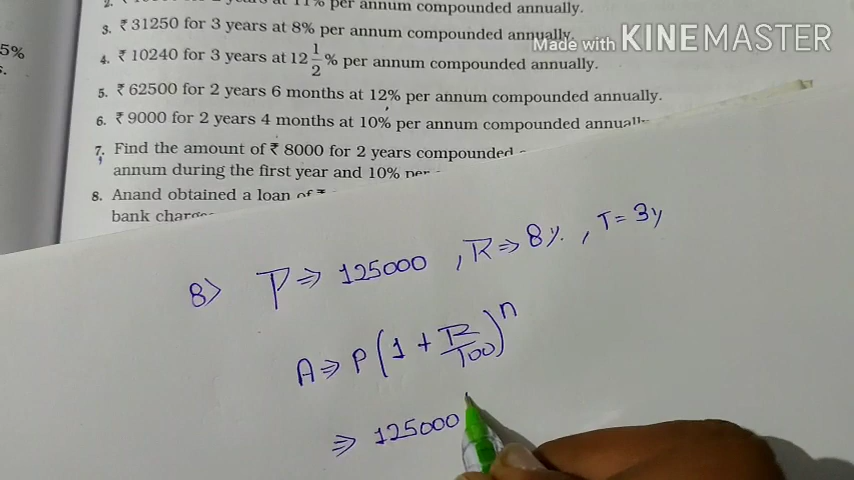 per annum compounded annually.
5%
3. ₹ 31250 for 3 years at 8% per annum compounded annually.
Made with KINEMASTER
4. ₹ 10240 for 3 years at 12 1/2 % per annum compounded annually.
5. ₹ 62500 for 2 years 6 months at 12% per annum compounded annually.
6. ₹ 9000 for 2 years 4 months at 10% per annum compounded annually
7. Find the amount of ₹ 8000 for 2 years compounded
annum during the first year and 10% per
8. Anand obtained a loan of ₹
bank
8) P ⇒ 125000 , R ⇒ 8%. , T = 3y
A ⇒ P(1 + R/100)^n
⇒ 125000